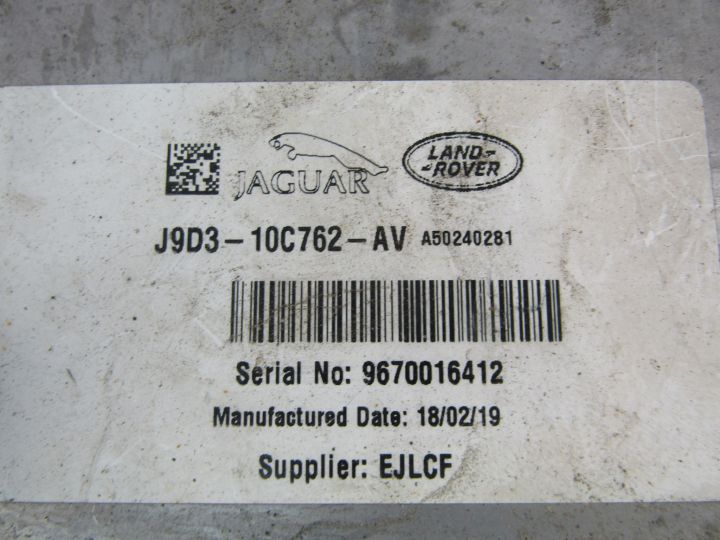 JAGUAR
LAND-
-ROVER
J9D3-10C762-AV A50240281
Serial No: 9670016412
Manufactured Date: 18/02/19
Supplier: EJLCF